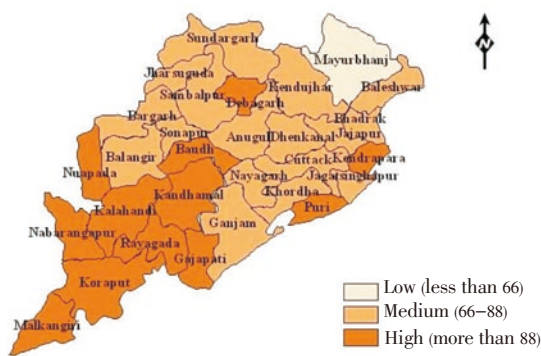 Sundargarh
Mayurbhanj
Jharsuguda
Kendujhar
Baleshwar
Sambalpur
Debagarh
Bargarh
Bhadrak
Sonapur
Anugul
Dhenkanal
Jajapur
Baudh
Cuttack
Kendrapara
Balangir
Nuapada
Nayagarh
Jagatsinghapur
Kandhamal
Khordha
Kalahandi
Puri
Nabarangapur
Ganjam
Rayagada
Gajapati
Koraput
Malkangiri
N
Low (less than 66)
Medium (66–88)
High (more than 88)